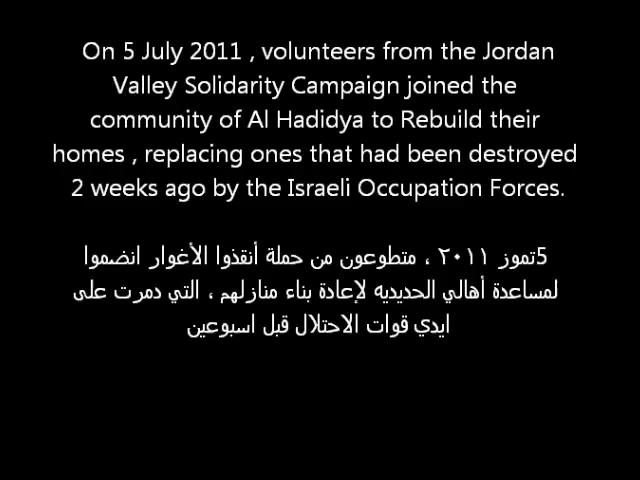 On 5 July 2011 , volunteers from the Jordan
Valley Solidarity Campaign joined the
community of Al Hadidya to Rebuild their
homes , replacing ones that had been destroyed
2 weeks ago by the Israeli Occupation Forces.
5تموز ٢٠١١ ، متطوعون من حملة أنقذوا الأغوار انضموا
لمساعدة أهالي الحديديه لإعادة بناء منازلهم ، التي دمرت على
ايدي قوات الاحتلال قبل اسبوعين